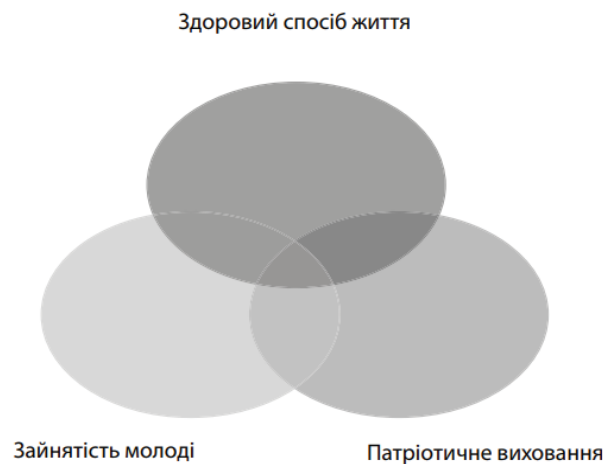 Здоровий спосіб життя
Зайнятість молоді
Патріотичне виховання